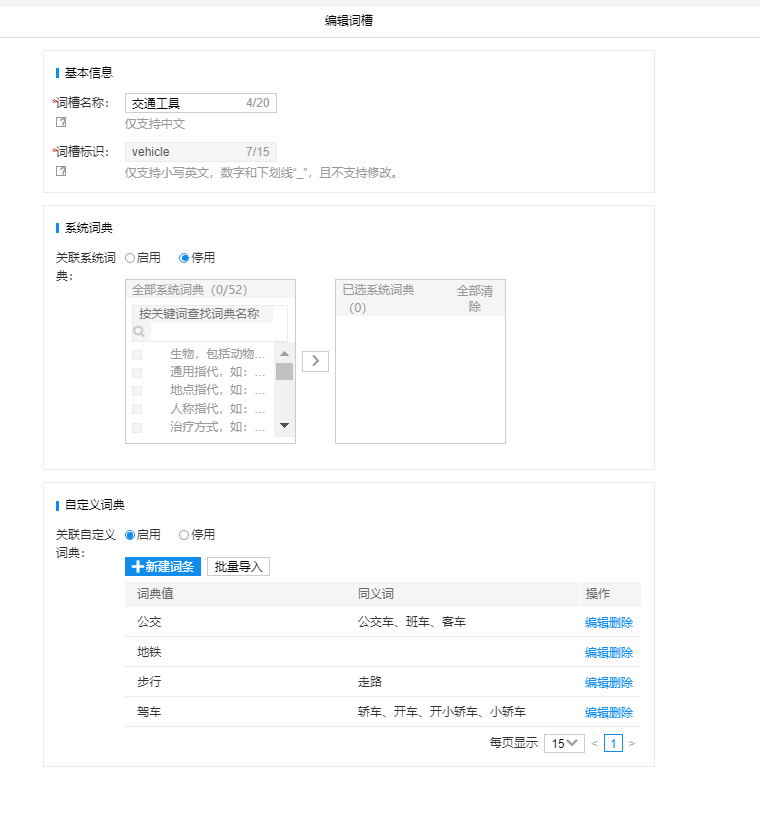 编辑词槽
基本信息
*词槽名称： 交通工具 4/20
仅支持中文
*词槽标识： vehicle 7/15
仅支持小写英文，数字和下划线“_”，且不支持修改。
系统词典
关联系统词典： 启用 停用
全部系统词典（0/52）
按关键词查找词典名称
生物，包括动物...
通用指代，如：...
地点指代，如：...
人称指代，如：...
治疗方式，如：...
已选系统词典（0）
全部清除
自定义词典
关联自定义词典： 启用 停用
新建词条 批量导入
词典值 同义词 操作
公交 公交车、班车、客车 编辑删除
地铁 编辑删除
步行 走路 编辑删除
驾车 轿车、开车、开小轿车、小轿车 编辑删除
每页显示 15 < 1 >